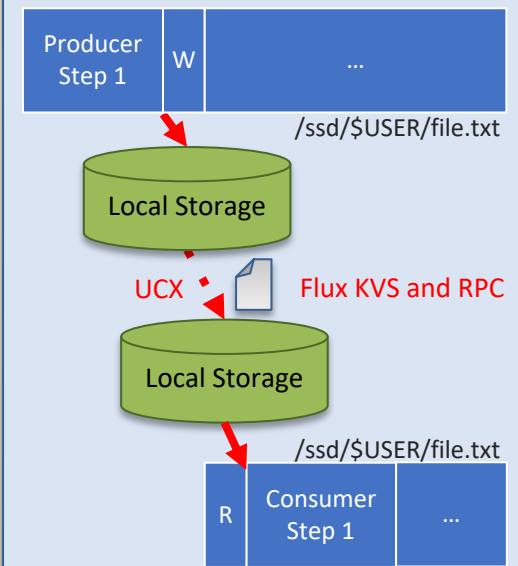 Producer
Step 1
W
...
/ssd/$USER/file.txt
Local Storage
UCX
Flux KVS and RPC
Local Storage
/ssd/$USER/file.txt
R
Consumer
Step 1
...